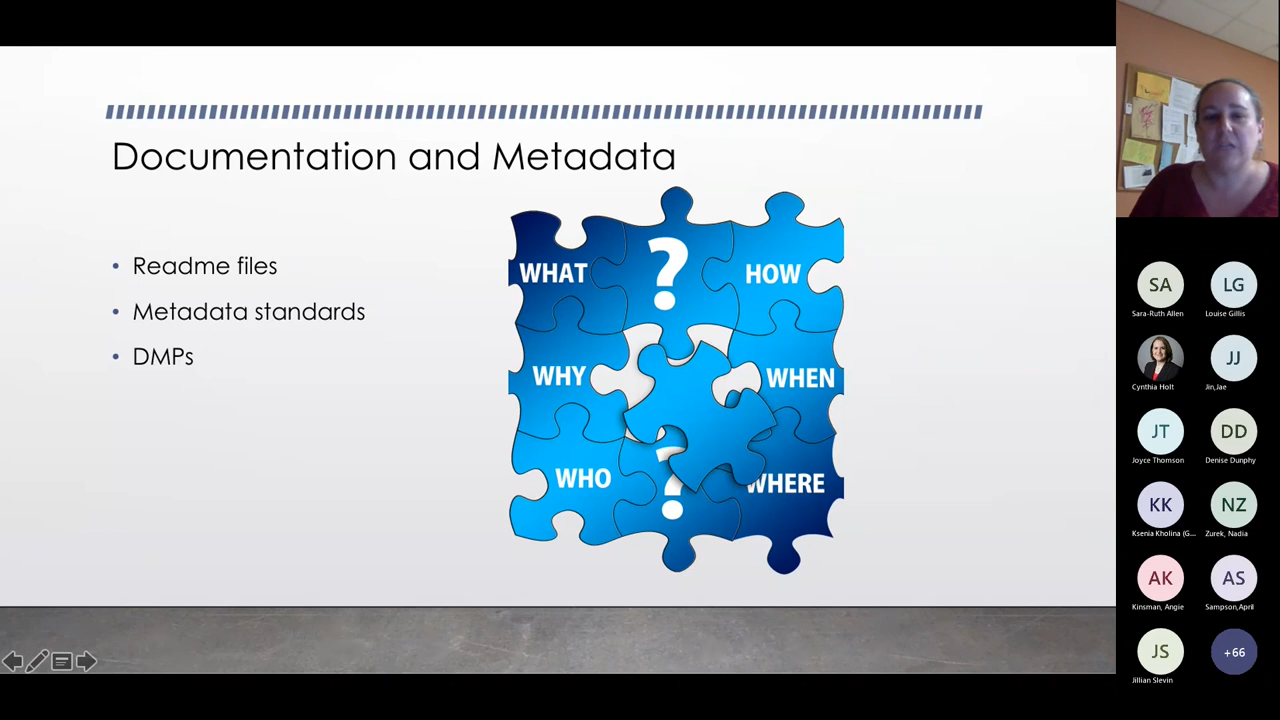 Documentation and Metadata
• Readme files
• Metadata standards
• DMPs
WHAT ? HOW
WHY WHEN
WHO ? WHERE
SA LG
Sara-Ruth Allen Louise Gillis
JJ
Cynthia Holt Jin,Jae
JT DD
Joyce Thomson Denise Dunphy
KK NZ
Ksenia Kholina (G... Zurek, Nadia
AK AS
Kinsman, Angie Sampson,April
JS +66
Jillian Slevin